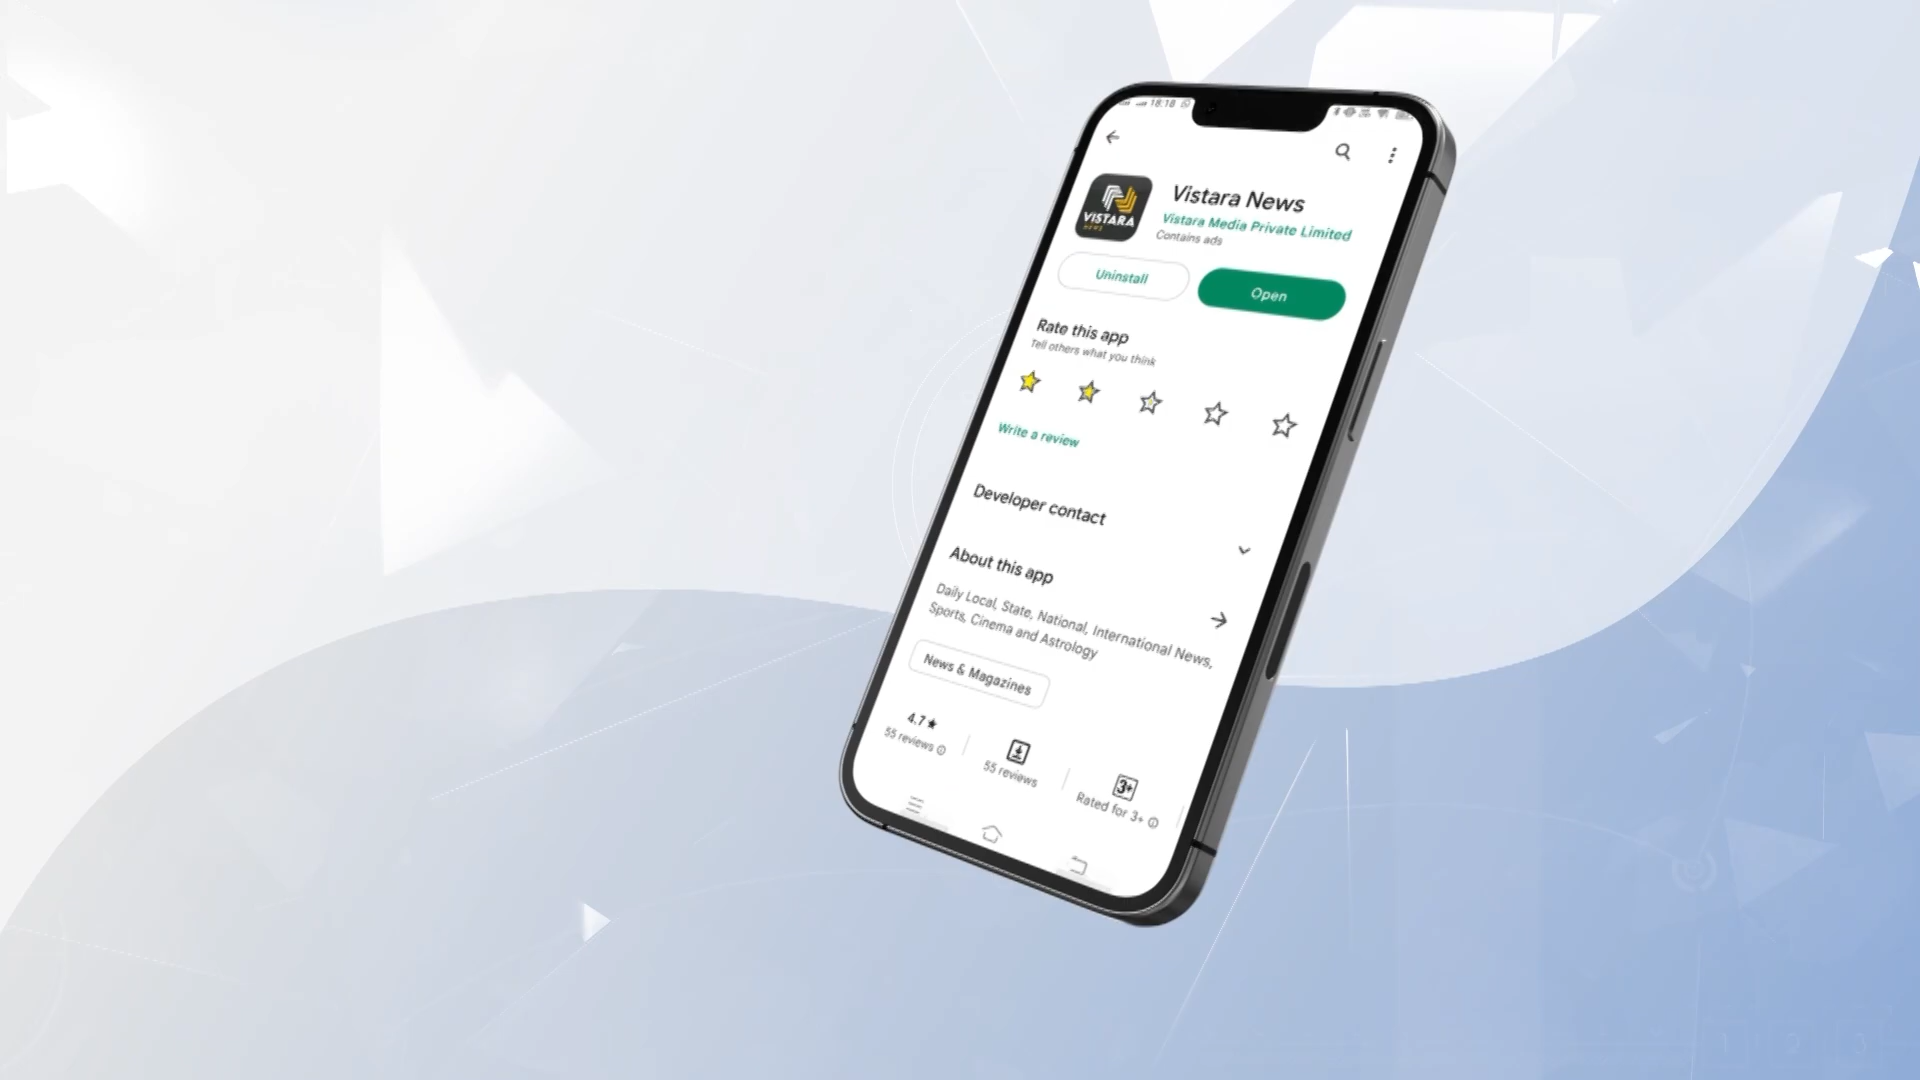 18:18
Vistara News
Vistara Media Private Limited
Contains ads
VISTARA
NEWS
Uninstall
Open
Rate this app
Tell others what you think
Write a review
Developer contact
About this app
Daily Local, State, National, International News,
Sports, Cinema and Astrology
News & Magazines
4.7★
55 reviews
55 reviews
3+
Rated for 3+